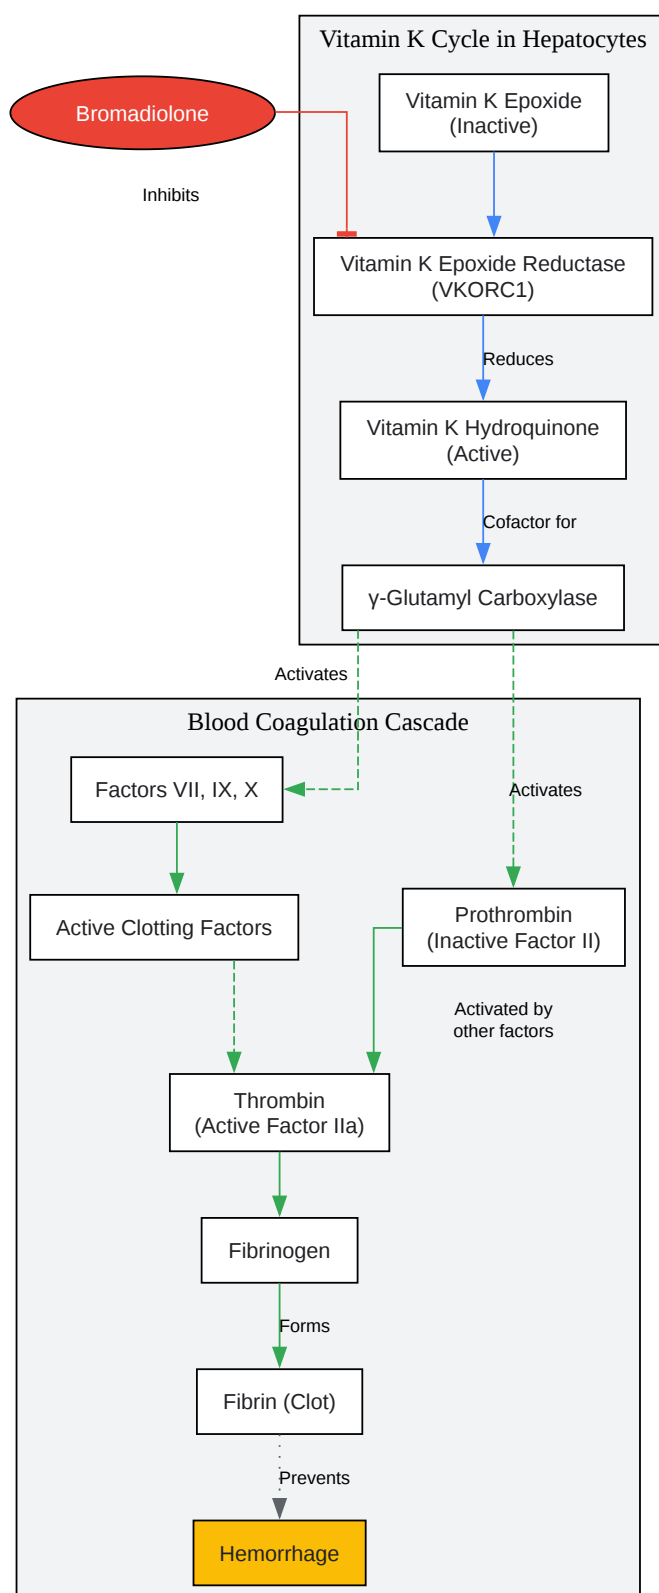 Vitamin K Cycle in Hepatocytes
Bromadiolone
Vitamin K Epoxide
(Inactive)
Inhibits
Vitamin K Epoxide Reductase
(VKORC1)
Reduces
Vitamin K Hydroquinone
(Active)
Cofactor for
γ-Glutamyl Carboxylase
Activates
Blood Coagulation Cascade
Factors VII, IX, X
Activates
Active Clotting Factors
Prothrombin
(Inactive Factor II)
Activated by
other factors
Thrombin
(Active Factor IIa)
Fibrinogen
Forms
Fibrin (Clot)
Prevents
Hemorrhage